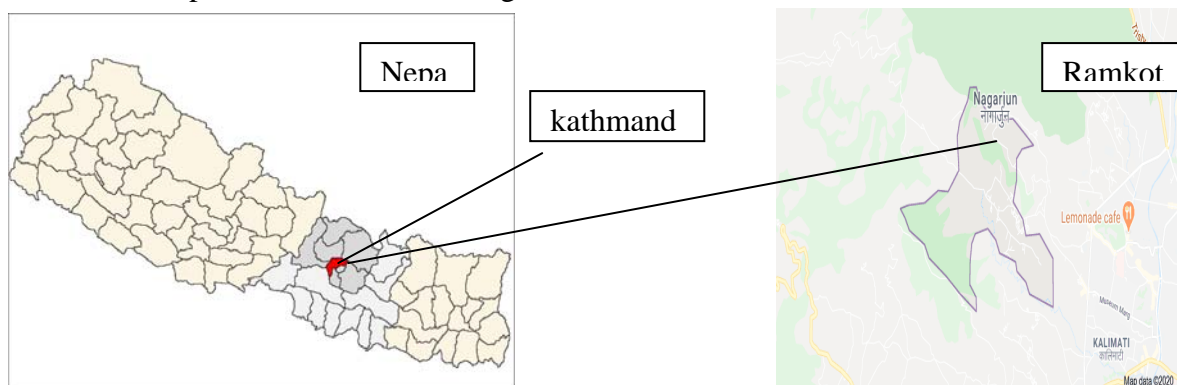 Nepa
kathmand
Ramkot
Nagarjun
नागार्जुन
Lemonade cafe
Museum Marg
KALIMATI
कालिमाटी
Map data ©2020